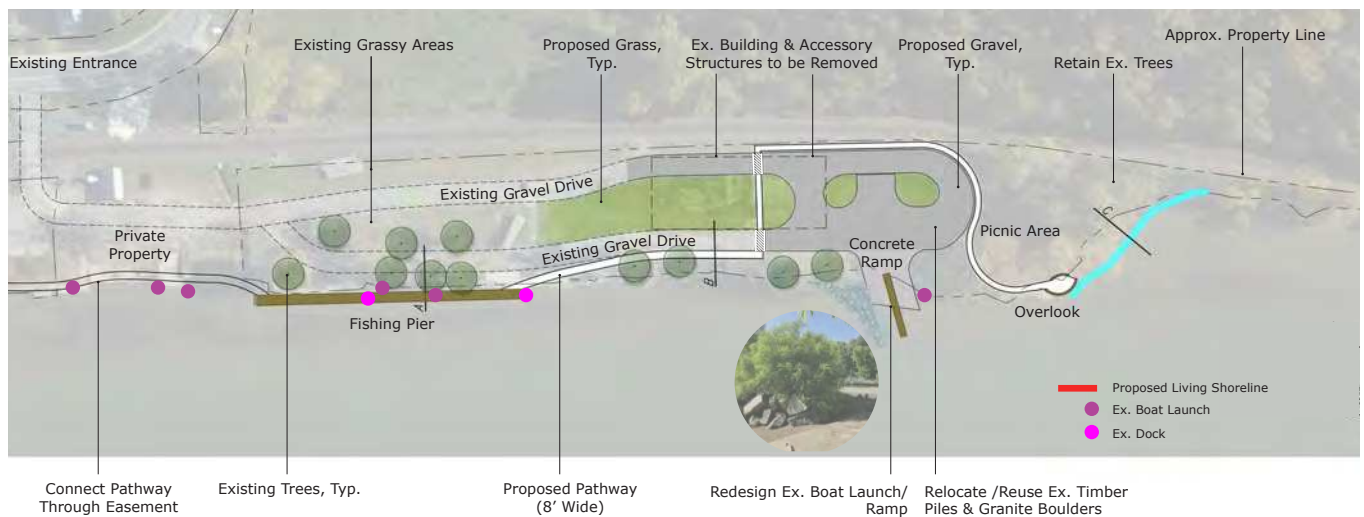 Existing Entrance
Existing Grassy Areas
Proposed Grass,
Typ.
Ex. Building & Accessory
Structures to be Removed
Proposed Gravel,
Typ.
Retain Ex. Trees
Approx. Property Line
Existing Gravel Drive
Private
Property
Existing Gravel Drive
Concrete
Ramp
Picnic Area
C
A
B
Fishing Pier
Overlook
Proposed Living Shoreline
Ex. Boat Launch
Ex. Dock
Connect Pathway
Through Easement
Existing Trees, Typ.
Proposed Pathway
(8’ Wide)
Redesign Ex. Boat Launch/
Ramp
Relocate /Reuse Ex. Timber
Piles & Granite Boulders